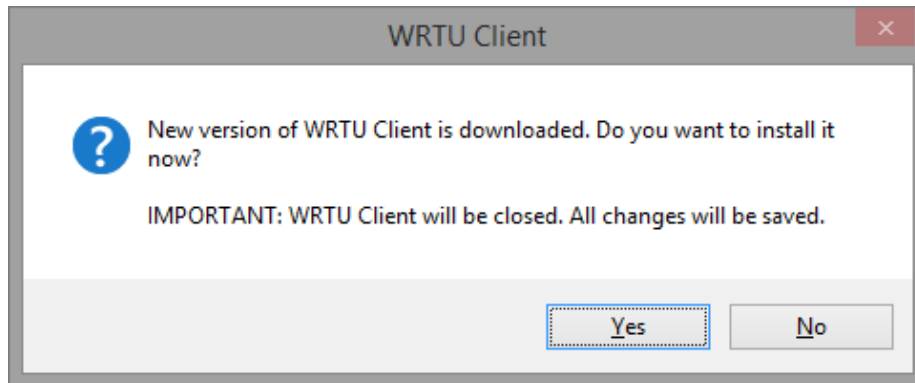 WRTU Client
New version of WRTU Client is downloaded. Do you want to install it
now?
IMPORTANT: WRTU Client will be closed. All changes will be saved.
Yes
No